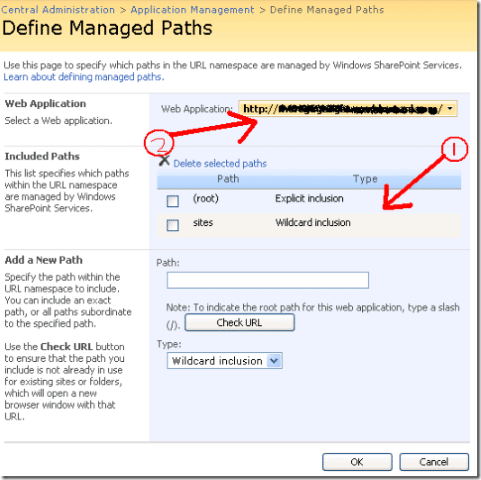 Central Administration > Application Management > Define Managed Paths
Define Managed Paths
Use this page to specify which paths in the URL namespace are managed by Windows SharePoint Services.
Learn about defining managed paths.
Web Application
Select a Web application.
Web Application: http:// /
2
1
Included Paths
This list specifies which paths
within the URL namespace
are managed by Windows
SharePoint Services.
Delete selected paths
Path Type
(root) Explicit inclusion
sites Wildcard inclusion
Add a New Path
Specify the path within the
URL namespace to include.
You can include an exact
path, or all paths subordinate
to the specified path.
Use the Check URL button
to ensure that the path you
include is not already in use
for existing sites or folders,
which will open a new
browser window with that
URL.
Path:
Note: To indicate the root path for this web application, type a slash
(/). Check URL
Type:
Wildcard inclusion
OK Cancel